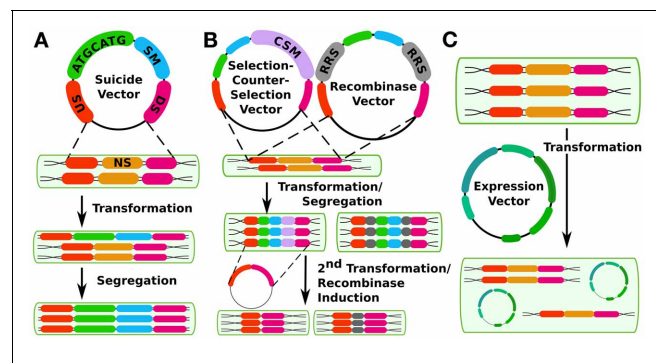 A
ATGCATG
SM
Suicide
Vector
US
DS
NS
Transformation
Segregation
B
CSM
Selection-
Counter-
Selection
Vector
RRS
RRS
Recombinase
Vector
Transformation/
Segregation
2nd Transformation/
Recombinase
Induction
C
Transformation
Expression
Vector